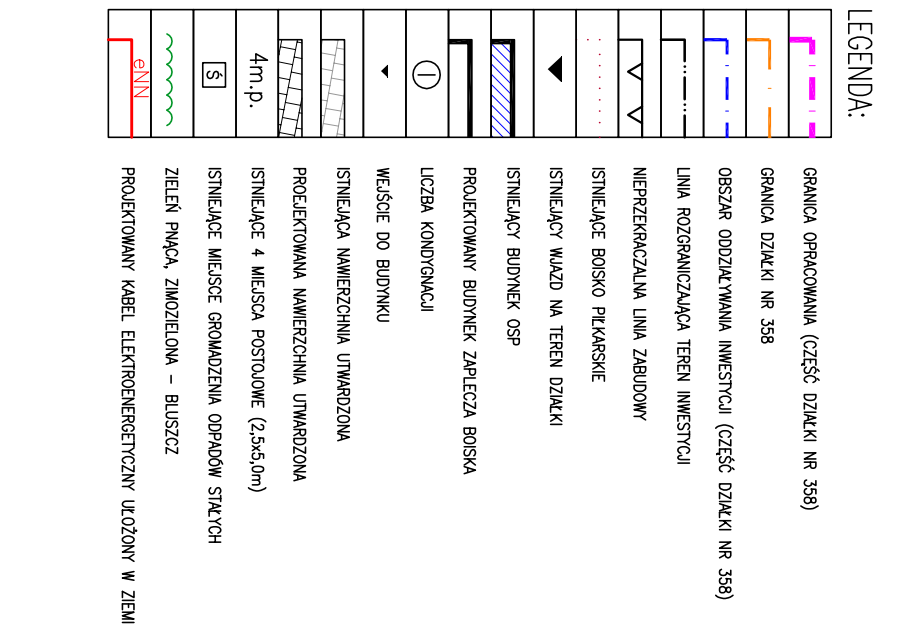 LEGENDA:
GRANICA OPRACOWANIA (CZĘŚĆ DZIAŁKI NR 358)
GRANICA DZIAŁKI NR 358
OBSZAR ODDZIAŁYWANIA INWESTYCJI (CZĘŚĆ DZIAŁKI NR 358)
LINIA ROZGRANICZAJĄCA TEREN INWESTYCJI
NIEPRZEKRACZALNA LINIA ZABUDOWY
ISTNIEJĄCE BOISKO PIŁKARSKIE
ISTNIEJĄCY WJAZD NA TEREN DZIAŁKI
ISTNIEJĄCY BUDYNEK OSP
PROJEKTOWANY BUDYNEK ZAPLECZA BOISKA
I LICZBA KONDYGNACJI
WEJŚCIE DO BUDYNKU
ISTNIEJĄCA NAWIERZCHNIA UTWARDZONA
PROEJEKTOWANA NAWIERZCHNIA UTWARDZONA
4m.p. ISTNIEJĄCE 4 MIEJSCA POSTOJOWE (2,5x5,0m)
Ś ISTNIEJĄCE MIEJSCE GROMADZENIA ODPADÓW STAŁYCH
ZIELEŃ PNĄCA, ZIMOZIELONA – BLUSZCZ
eNN PROJEKTOWANY KABEL ELEKTROENERGETYCZNY UŁOŻONY W ZIEMI